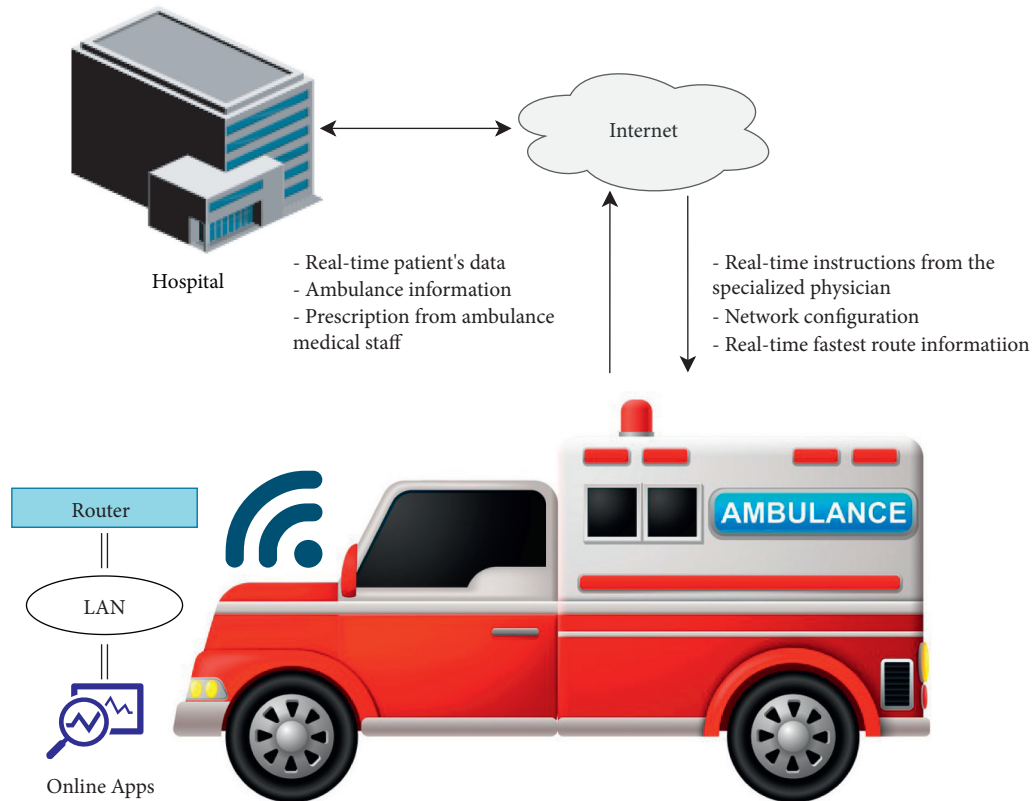 Internet
Hospital
- Real-time patient's data
- Ambulance information
- Prescription from ambulance
medical staff
- Real-time instructions from the
specialized physician
- Network configuration
- Real-time fastest route informatiion
Router
AMBULANCE
LAN
Online Apps